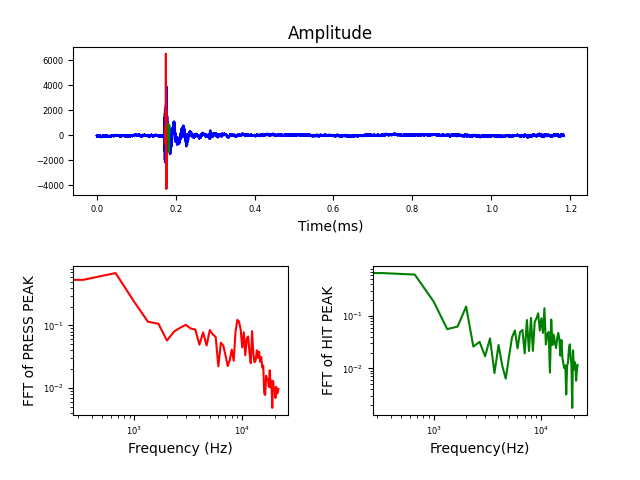 Amplitude
6000
4000
2000
0
−2000
−4000
0.0 0.2 0.4 0.6 0.8 1.0 1.2
Time(ms)
FFT of PRESS PEAK
10⁻¹
10⁻²
10³ 10⁴
Frequency (Hz)
FFT of HIT PEAK
10⁻¹
10⁻²
10³ 10⁴
Frequency(Hz)